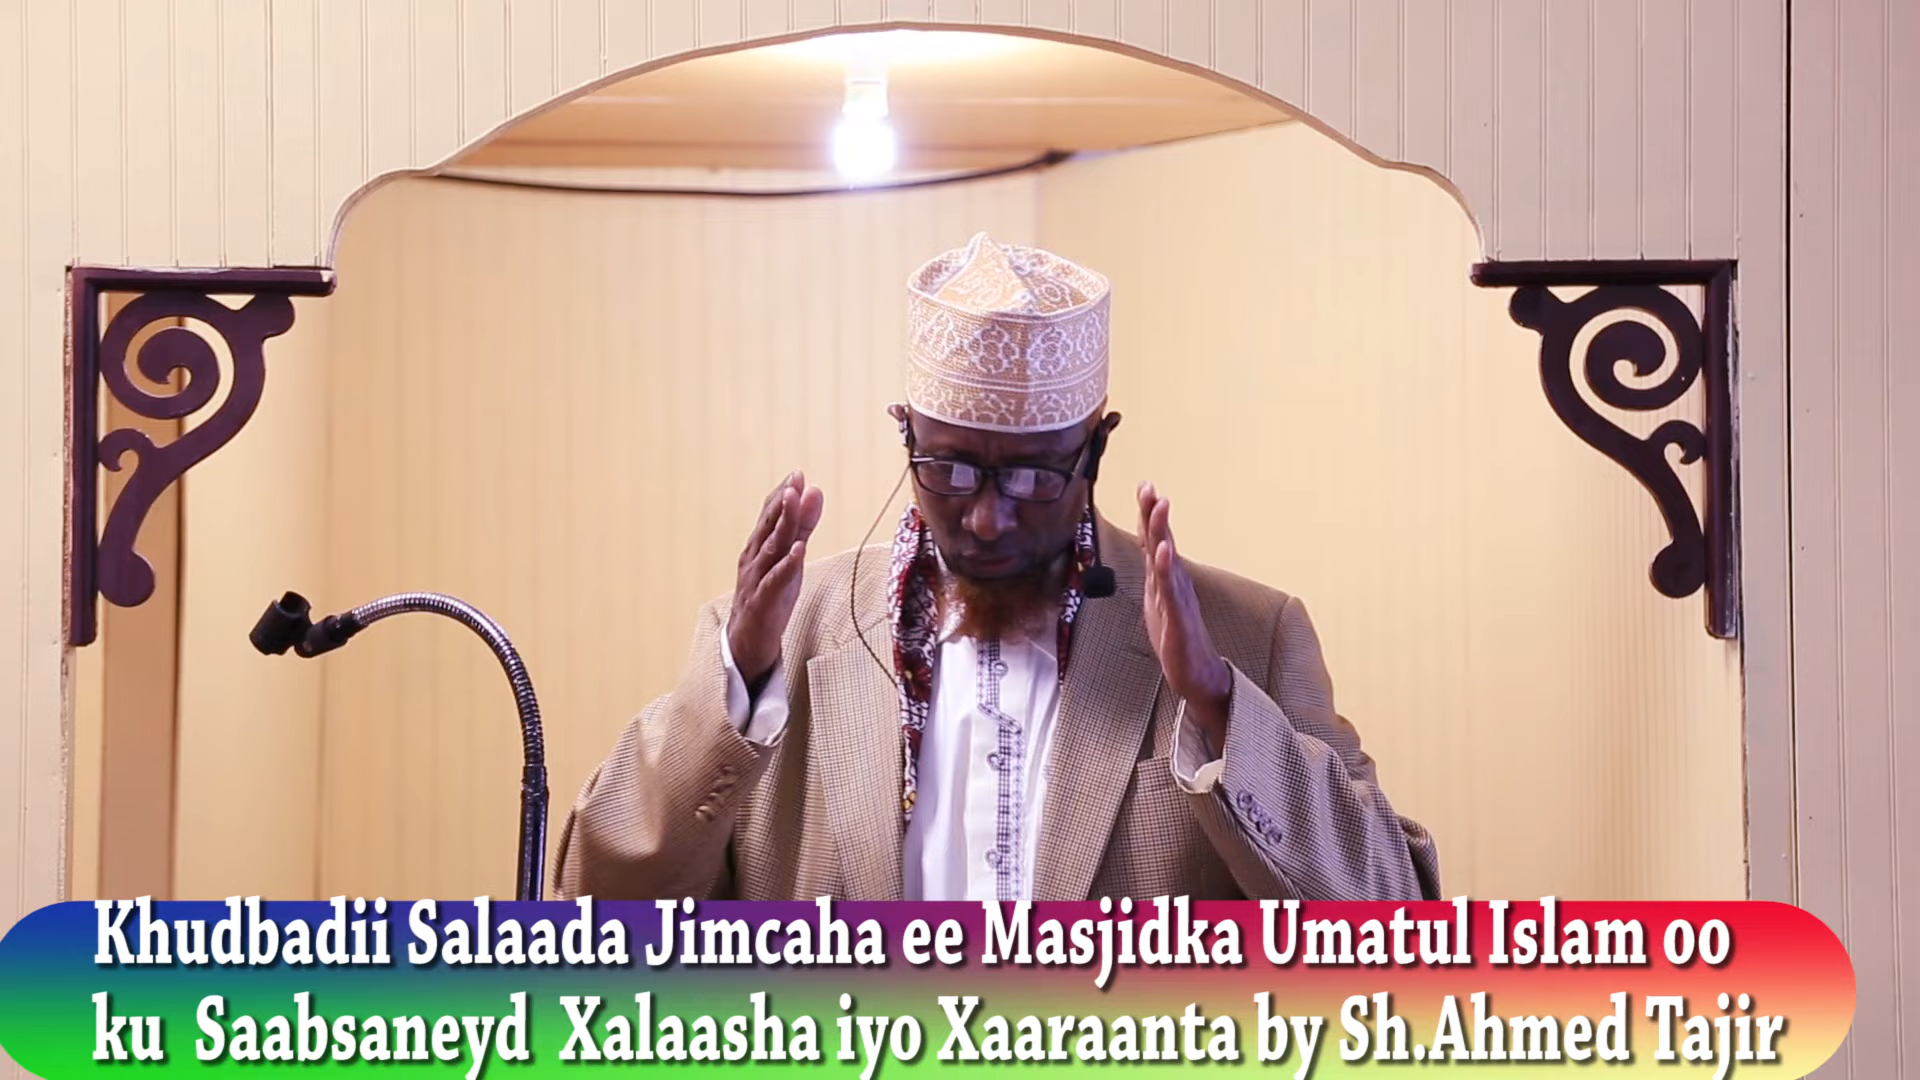 Khudbadii Salaada Jimcaha ee Masjidka Umatul Islam oo
ku Saabsaneyd Xalaasha iyo Xaaraanta by Sh.Ahmed Tajir